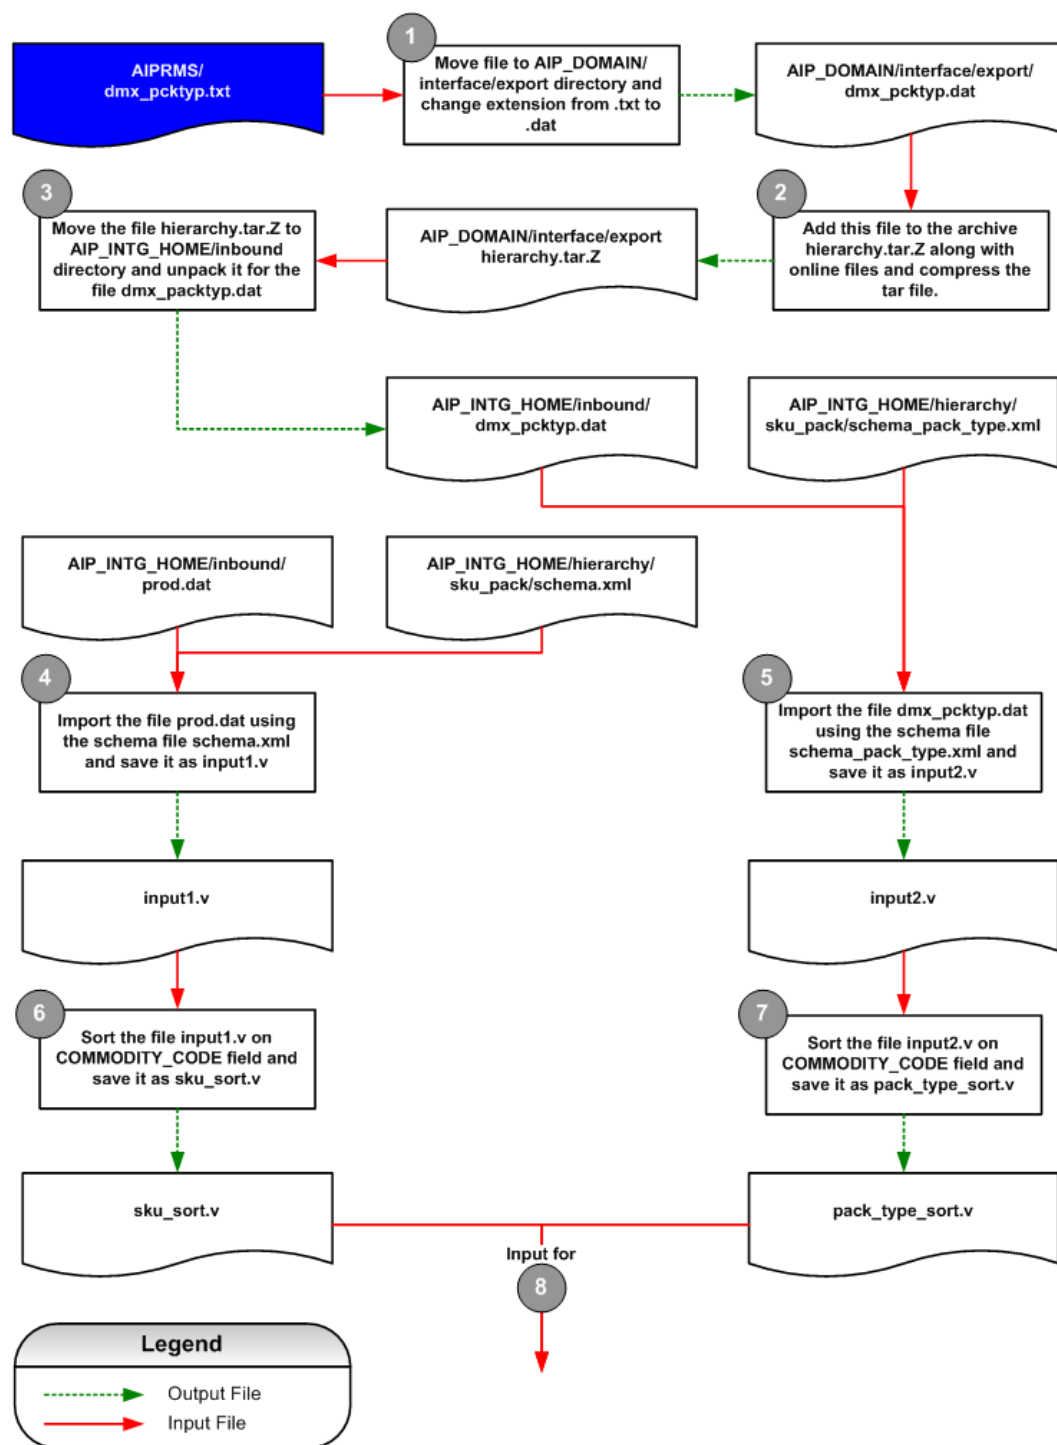 1
AIPRMS/
dmx_pcktyp.txt
Move file to AIP_DOMAIN/
interface/export directory and
change extension from .txt to
.dat
AIP_DOMAIN/interface/export/
dmx_pcktyp.dat
3
Move the file hierarchy.tar.Z to
AIP_INTG_HOME/inbound
directory and unpack it for the
file dmx_packtyp.dat
AIP_DOMAIN/interface/export
hierarchy.tar.Z
2
Add this file to the archive
hierarchy.tar.Z along with
online files and compress the
tar file.
AIP_INTG_HOME/inbound/
dmx_pcktyp.dat
AIP_INTG_HOME/hierarchy/
sku_pack/schema_pack_type.xml
AIP_INTG_HOME/inbound/
prod.dat
AIP_INTG_HOME/hierarchy/
sku_pack/schema.xml
4
Import the file prod.dat using
the schema file schema.xml
and save it as input1.v
5
Import the file dmx_pcktyp.dat
using the schema file
schema_pack_type.xml and
save it as input2.v
input1.v
input2.v
6
Sort the file input1.v on
COMMODITY_CODE field and
save it as sku_sort.v
7
Sort the file input2.v on
COMMODITY_CODE field and
save it as pack_type_sort.v
sku_sort.v
pack_type_sort.v
Input for
8
Legend
Output File
Input File